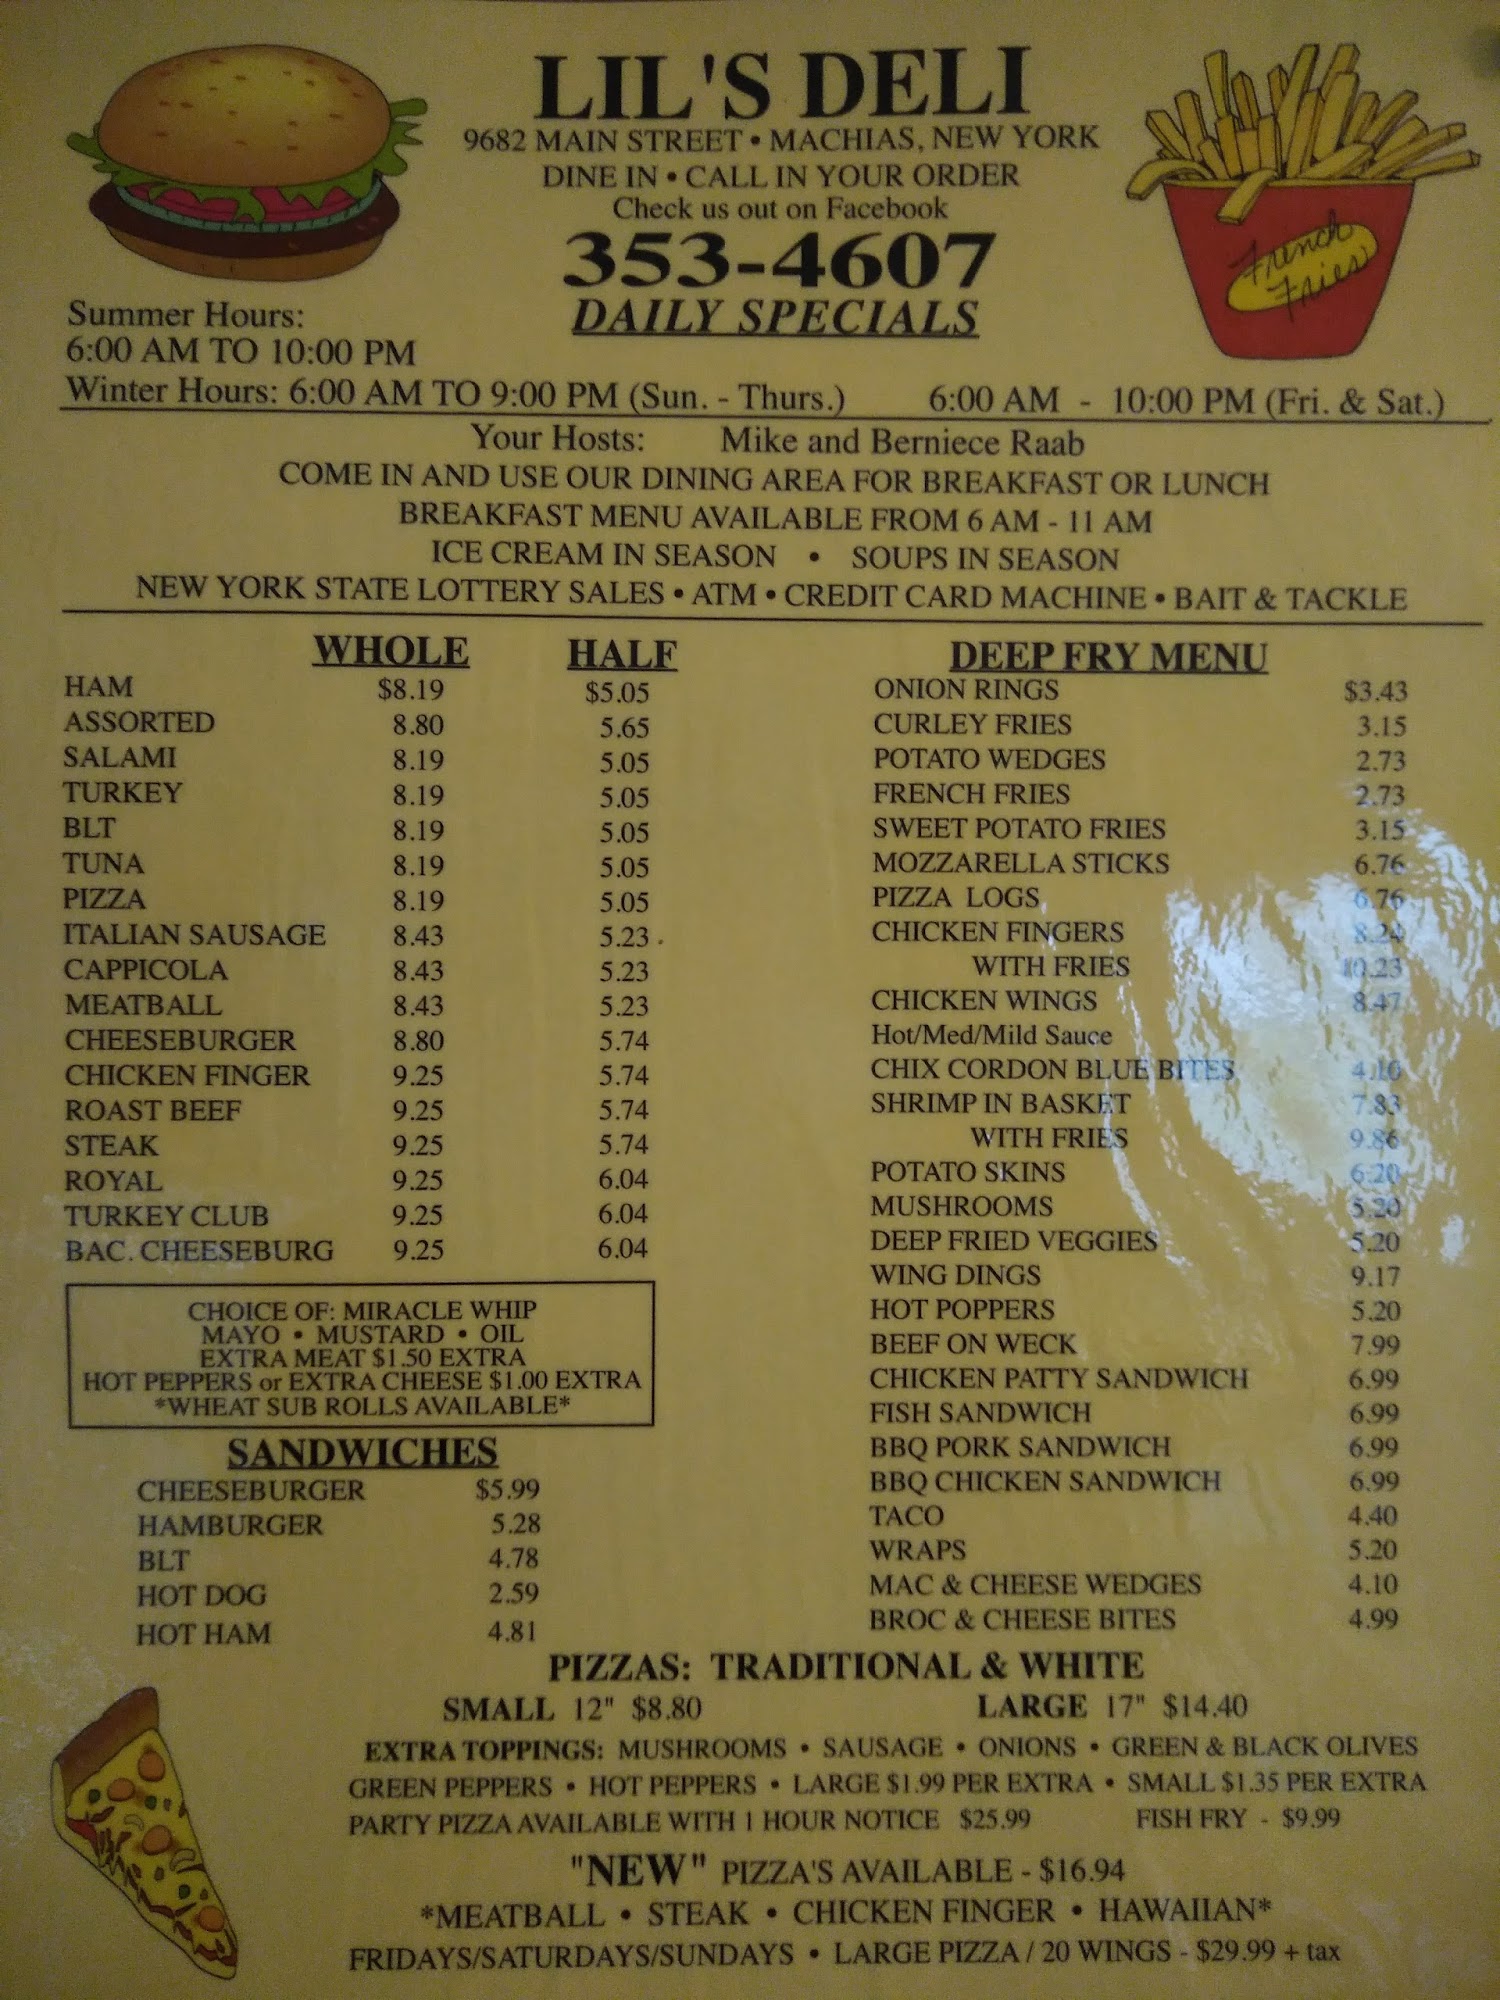 LIL'S DELI
9682 MAIN STREET • MACHIAS, NEW YORK
DINE IN • CALL IN YOUR ORDER
Check us out on Facebook
353-4607
DAILY SPECIALS
French
Fries
Summer Hours:
6:00 AM TO 10:00 PM
Winter Hours: 6:00 AM TO 9:00 PM (Sun. - Thurs.) 6:00 AM - 10:00 PM (Fri. & Sat.)
Your Hosts: Mike and Berniece Raab
COME IN AND USE OUR DINING AREA FOR BREAKFAST OR LUNCH
BREAKFAST MENU AVAILABLE FROM 6 AM - 11 AM
ICE CREAM IN SEASON • SOUPS IN SEASON
NEW YORK STATE LOTTERY SALES • ATM • CREDIT CARD MACHINE • BAIT & TACKLE
WHOLE HALF
HAM $8.19 $5.05
ASSORTED 8.80 5.65
SALAMI 8.19 5.05
TURKEY 8.19 5.05
BLT 8.19 5.05
TUNA 8.19 5.05
PIZZA 8.19 5.05
ITALIAN SAUSAGE 8.43 5.23
CAPPICOLA 8.43 5.23
MEATBALL 8.43 5.23
CHEESEBURGER 8.80 5.74
CHICKEN FINGER 9.25 5.74
ROAST BEEF 9.25 5.74
STEAK 9.25 5.74
ROYAL 9.25 6.04
TURKEY CLUB 9.25 6.04
BAC. CHEESEBURG 9.25 6.04
CHOICE OF: MIRACLE WHIP
MAYO • MUSTARD • OIL
EXTRA MEAT $1.50 EXTRA
HOT PEPPERS or EXTRA CHEESE $1.00 EXTRA
*WHEAT SUB ROLLS AVAILABLE*
SANDWICHES
CHEESEBURGER $5.99
HAMBURGER 5.28
BLT 4.78
HOT DOG 2.59
HOT HAM 4.81
DEEP FRY MENU
ONION RINGS $3.43
CURLEY FRIES 3.15
POTATO WEDGES 2.73
FRENCH FRIES 2.73
SWEET POTATO FRIES 3.15
MOZZARELLA STICKS 6.76
PIZZA LOGS 6.76
CHICKEN FINGERS 8.24
WITH FRIES 10.23
CHICKEN WINGS 8.47
Hot/Med/Mild Sauce
CHIX CORDON BLUE BITES 4.10
SHRIMP IN BASKET 7.83
WITH FRIES 9.86
POTATO SKINS 6.20
MUSHROOMS 5.20
DEEP FRIED VEGGIES 5.20
WING DINGS 9.17
HOT POPPERS 5.20
BEEF ON WECK 7.99
CHICKEN PATTY SANDWICH 6.99
FISH SANDWICH 6.99
BBQ PORK SANDWICH 6.99
BBQ CHICKEN SANDWICH 6.99
TACO 4.40
WRAPS 5.20
MAC & CHEESE WEDGES 4.10
BROC & CHEESE BITES 4.99
PIZZAS: TRADITIONAL & WHITE
SMALL 12" $8.80 LARGE 17" $14.40
EXTRA TOPPINGS: MUSHROOMS • SAUSAGE • ONIONS • GREEN & BLACK OLIVES
GREEN PEPPERS • HOT PEPPERS • LARGE $1.99 PER EXTRA • SMALL $1.35 PER EXTRA
PARTY PIZZA AVAILABLE WITH 1 HOUR NOTICE $25.99 FISH FRY - $9.99
"NEW" PIZZA'S AVAILABLE - $16.94
*MEATBALL • STEAK • CHICKEN FINGER • HAWAIIAN*
FRIDAYS/SATURDAYS/SUNDAYS • LARGE PIZZA / 20 WINGS - $29.99 + tax